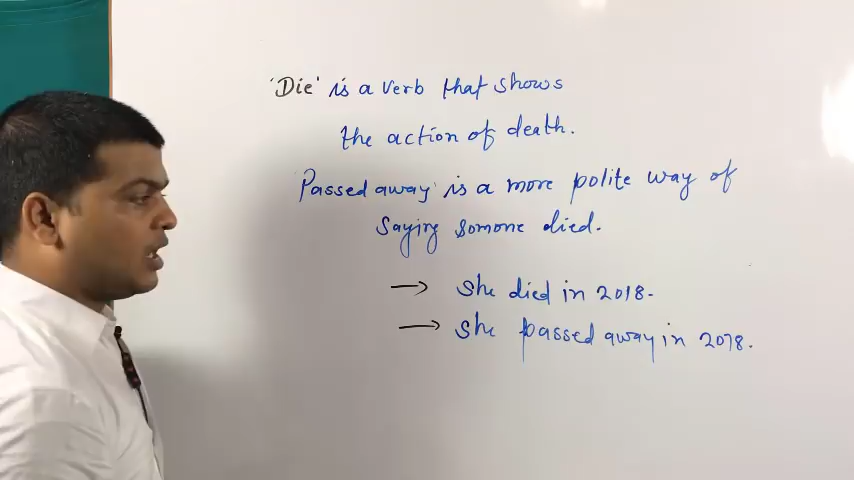 'Die' is a verb that shows
the action of death.
'Passed away' is a more polite way of
saying somone died.
→ She died in 2018.
→ She passed away in 2018.